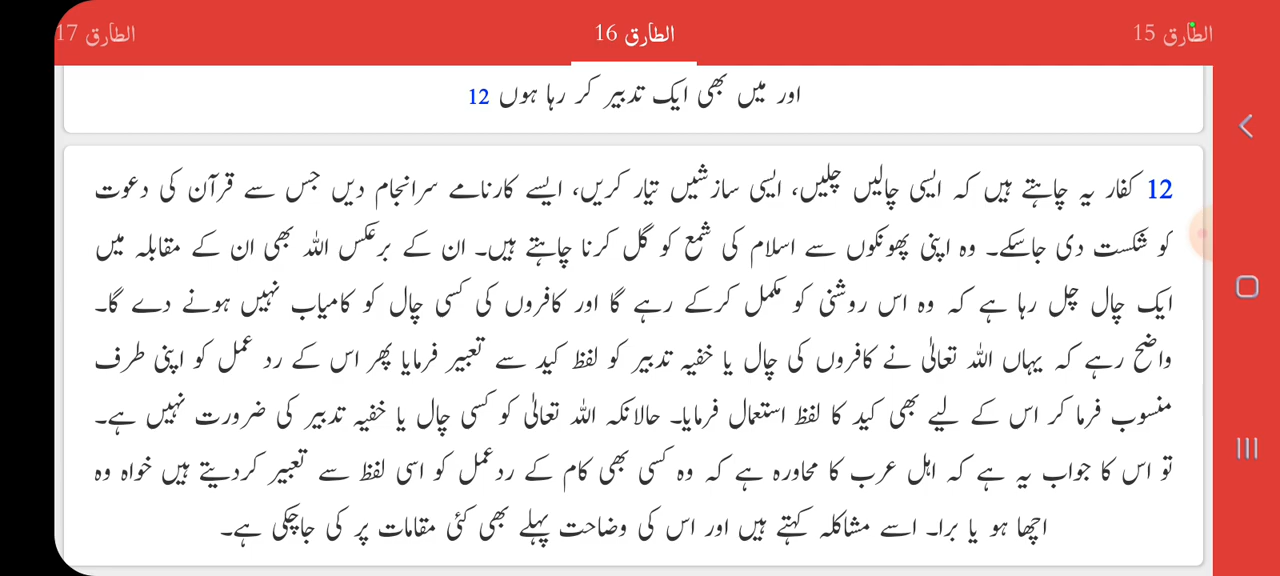 الطارق 15
الطارق 16
الطارق 17
اور میں بھی ایک تدبیر کر رہا ہوں 12
12 کفار یہ چاہتے ہیں کہ ایسی چالیں چلیں، ایسی سازشیں تیار کریں، ایسے کارنامے سرانجام دیں جس سے قرآن کی دعوت
کو شکست دی جاسکے۔ وہ اپنی پھونکوں سے اسلام کی شمع کو گل کرنا چاہتے ہیں۔ ان کے برعکس اللہ بھی ان کے مقابلہ میں
ایک چال چل رہا ہے کہ وہ اس روشنی کو مکمل کرکے رہے گا اور کافروں کی کسی چال کو کامیاب نہیں ہونے دے گا۔
واضح رہے کہ یہاں اللہ تعالیٰ نے کافروں کی چال یا خفیہ تدبیر کو لفظ کید سے تعبیر فرمایا پھر اس کے رد عمل کو اپنی طرف
منسوب فرما کر اس کے لیے بھی کید کا لفظ استعمال فرمایا۔ حالانکہ اللہ تعالیٰ کو کسی چال یا خفیہ تدبیر کی ضرورت نہیں ہے۔
تو اس کا جواب یہ ہے کہ اہل عرب کا محاورہ ہے کہ وہ کسی بھی کام کے ردعمل کو اسی لفظ سے تعبیر کردیتے ہیں خواہ وہ
اچھا ہو یا برا۔ اسے مشاکلہ کہتے ہیں اور اس کی وضاحت پہلے بھی کئی مقامات پر کی جاچکی ہے۔